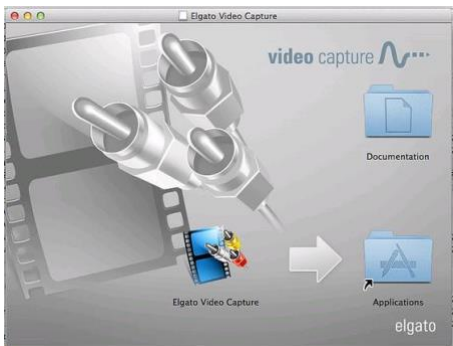 Elgato Video Capture
video capture
Documentation
Elgato Video Capture
Applications
elgato